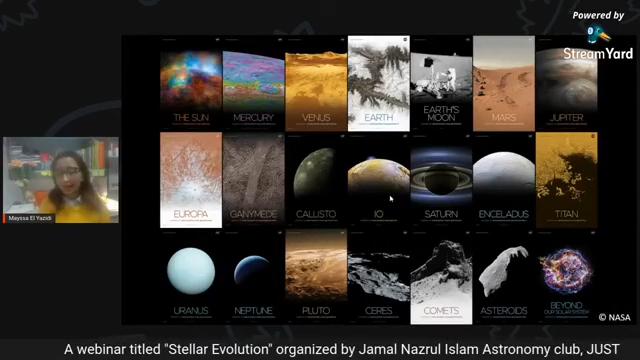 Powered by
StreamYard
THE SUN
MERCURY
VENUS
EARTH
EARTH'S
MOON
MARS
JUPITER
EUROPA
GANYMEDE
CALLISTO
IO
SATURN
ENCELADUS
TITAN
URANUS
NEPTUNE
PLUTO
CERES
COMETS
ASTEROIDS
BEYOND
OUR SOLAR SYSTEM
© NASA
Mayssa El Yazidi
A webinar titled "Stellar Evolution" organized by Jamal Nazrul Islam Astronomy club, JUST